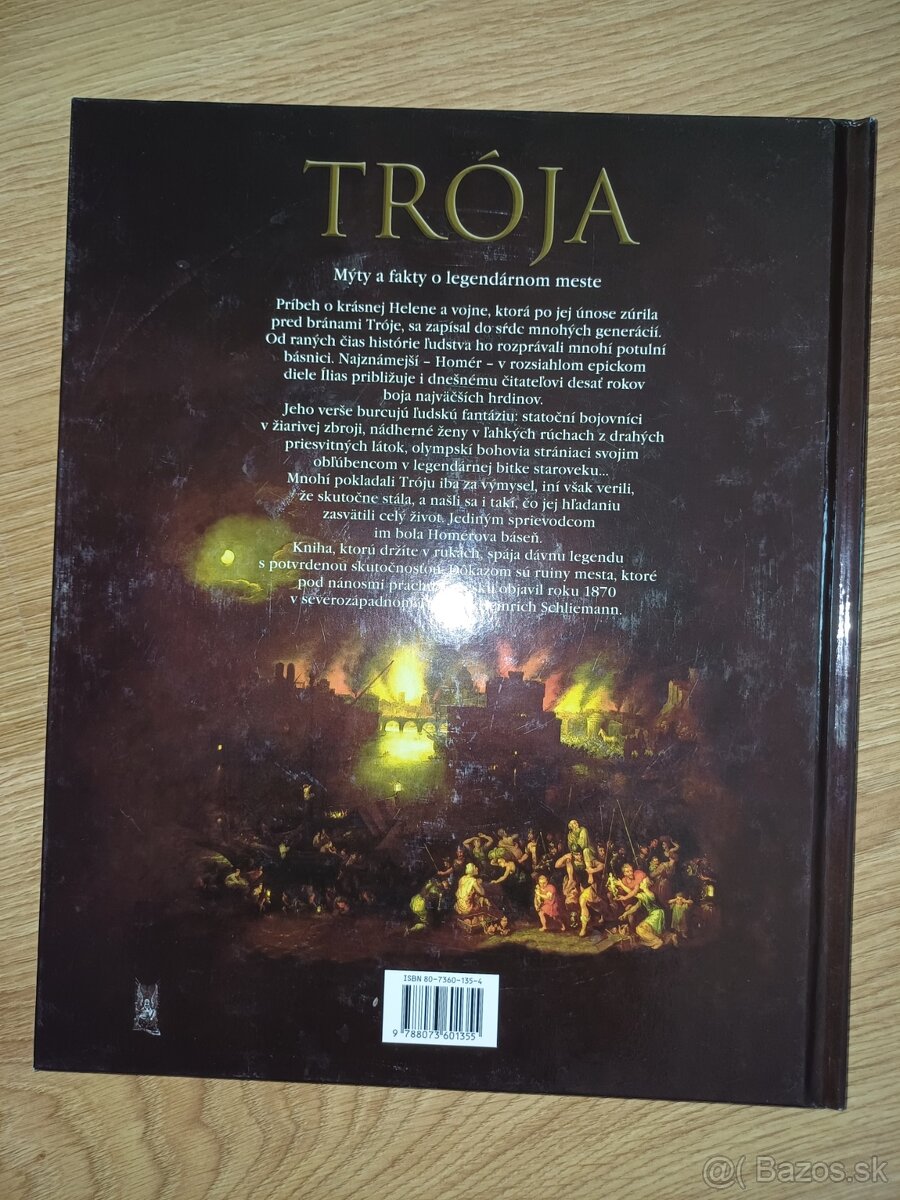 TRÓJA
Mýty a fakty o legendárnom meste
Príbeh o krásnej Helene a vojne, ktorá po jej únose zúrila
pred bránami Tróje, sa zapísal do sŕdc mnohých generácií.
Od raných čias histórie ľudstva ho rozprávali mnohí potulní
básnici. Najznámejší – Homér – v rozsiahlom epickom
diele Ílias približuje i dnešnému čitateľovi desať rokov
boja najväčších hrdinov.
Jeho verše burcujú ľudskú fantáziu: statoční bojovníci
v žiarivej zbroji, nádherné ženy v ľahkých rúchach z drahých
priesvitných látok, olympskí bohovia strániaci svojim
obľúbencom v legendárnej bitke staroveku...
Mnohí pokladali Tróju iba za výmysel, iní však verili,
že skutočne stála, a našli sa i takí, čo jej hľadaniu
zasvätili celý život. Jediným sprievodcom
im bola Homérova báseň.
Kniha, ktorú držíte v rukách, spája dávnu legendu
s potvrdenou skutočnosťou. Dôkazom sú ruiny mesta, ktoré
pod nánosmi prachu objavil roku 1870
v severozápadnom Schliemann.
ISBN 80-7360-135-4
9 788073 601355
@( Bazos.sk